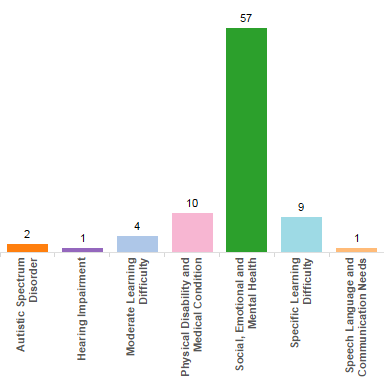 57
10
9
4
2
1
1
Autistic Spectrum
Disorder
Hearing Impairment
Moderate Learning
Difficulty
Physical Disability and
Medical Condition
Social, Emotional and
Mental Health
Specific Learning
Difficulty
Speech Language and
Communication Needs